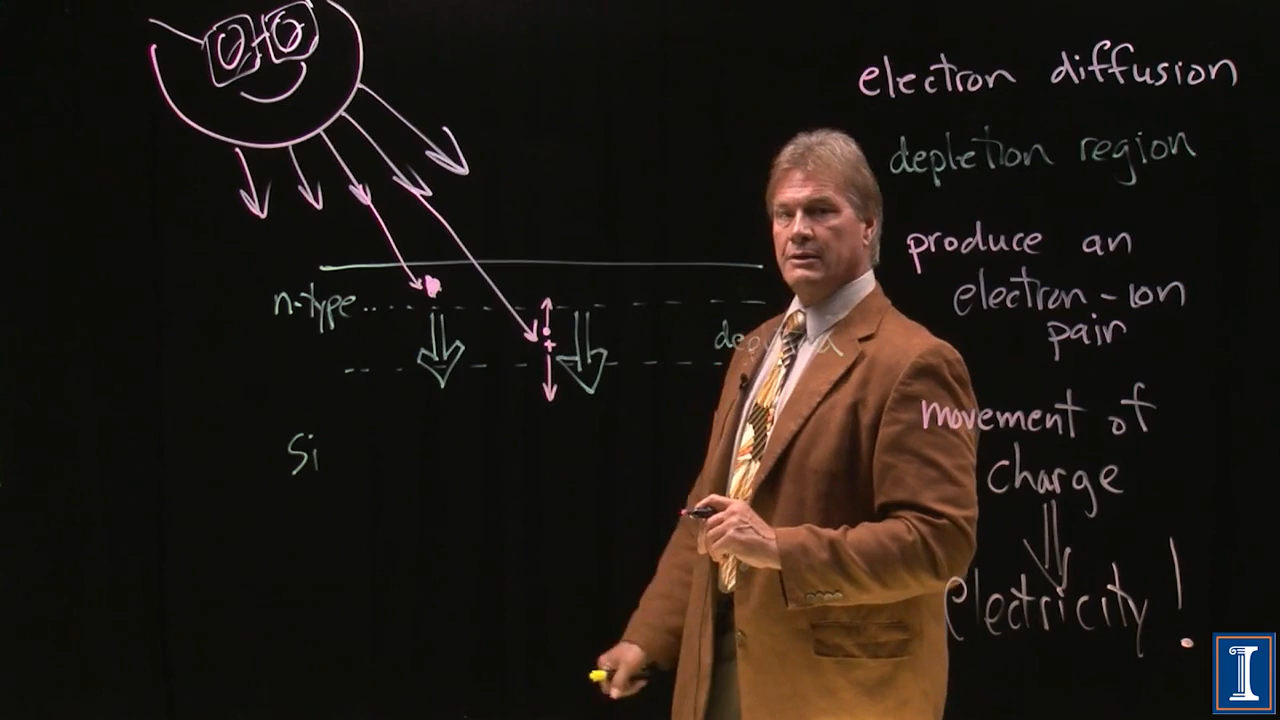 electron diffusion
depletion region
produce an
electron-ion
pair
n-type..
+
Si
movement of
charge
electricity!
I